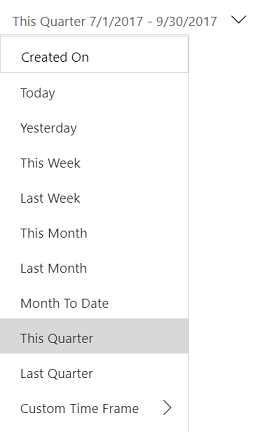 This Quarter 7/1/2017 - 9/30/2017
Created On
Today
Yesterday
This Week
Last Week
This Month
Last Month
Month To Date
This Quarter
Last Quarter
Custom Time Frame